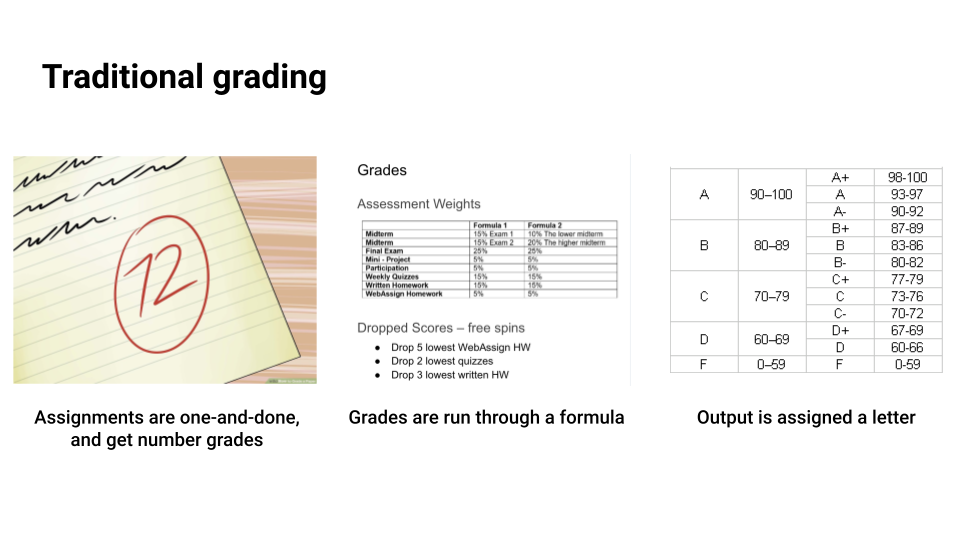 Traditional grading
72
Assignments are one-and-done,
and get number grades
Grades
Assessment Weights
Formula 1 Formula 2
Midterm 15% Exam 1 10% The lower midterm
Midterm 15% Exam 2 20% The higher midterm
Final Exam 25% 25%
Mini - Project 5% 5%
Participation 5% 5%
Weekly Quizzes 15% 15%
Written Homework 15% 15%
WebAssign Homework 5% 5%
Dropped Scores – free spins
● Drop 5 lowest WebAssign HW
● Drop 2 lowest quizzes
● Drop 3 lowest written HW
Grades are run through a formula
A+ 98-100
A 90–100 A 93-97
A- 90-92
B+ 87-89
B 80–89 B 83-86
B- 80-82
C+ 77-79
C 70–79 C 73-76
C- 70-72
D+ 67-69
D 60–69
D 60-66
F 0–59 F 0-59
Output is assigned a letter